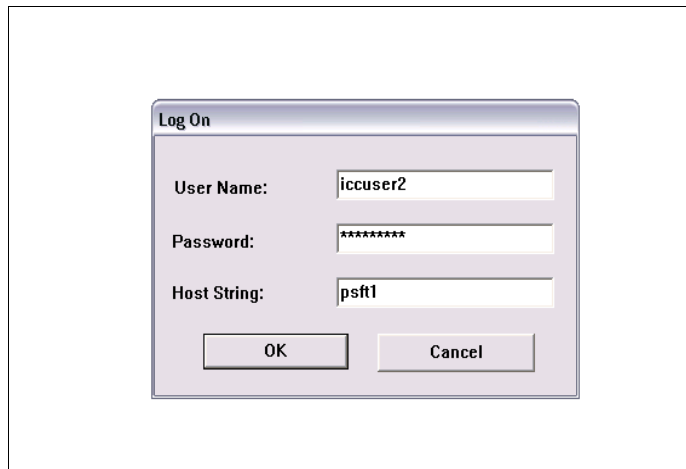 Log On
User Name: iccuser2
Password: *********
Host String: psft1
OK Cancel